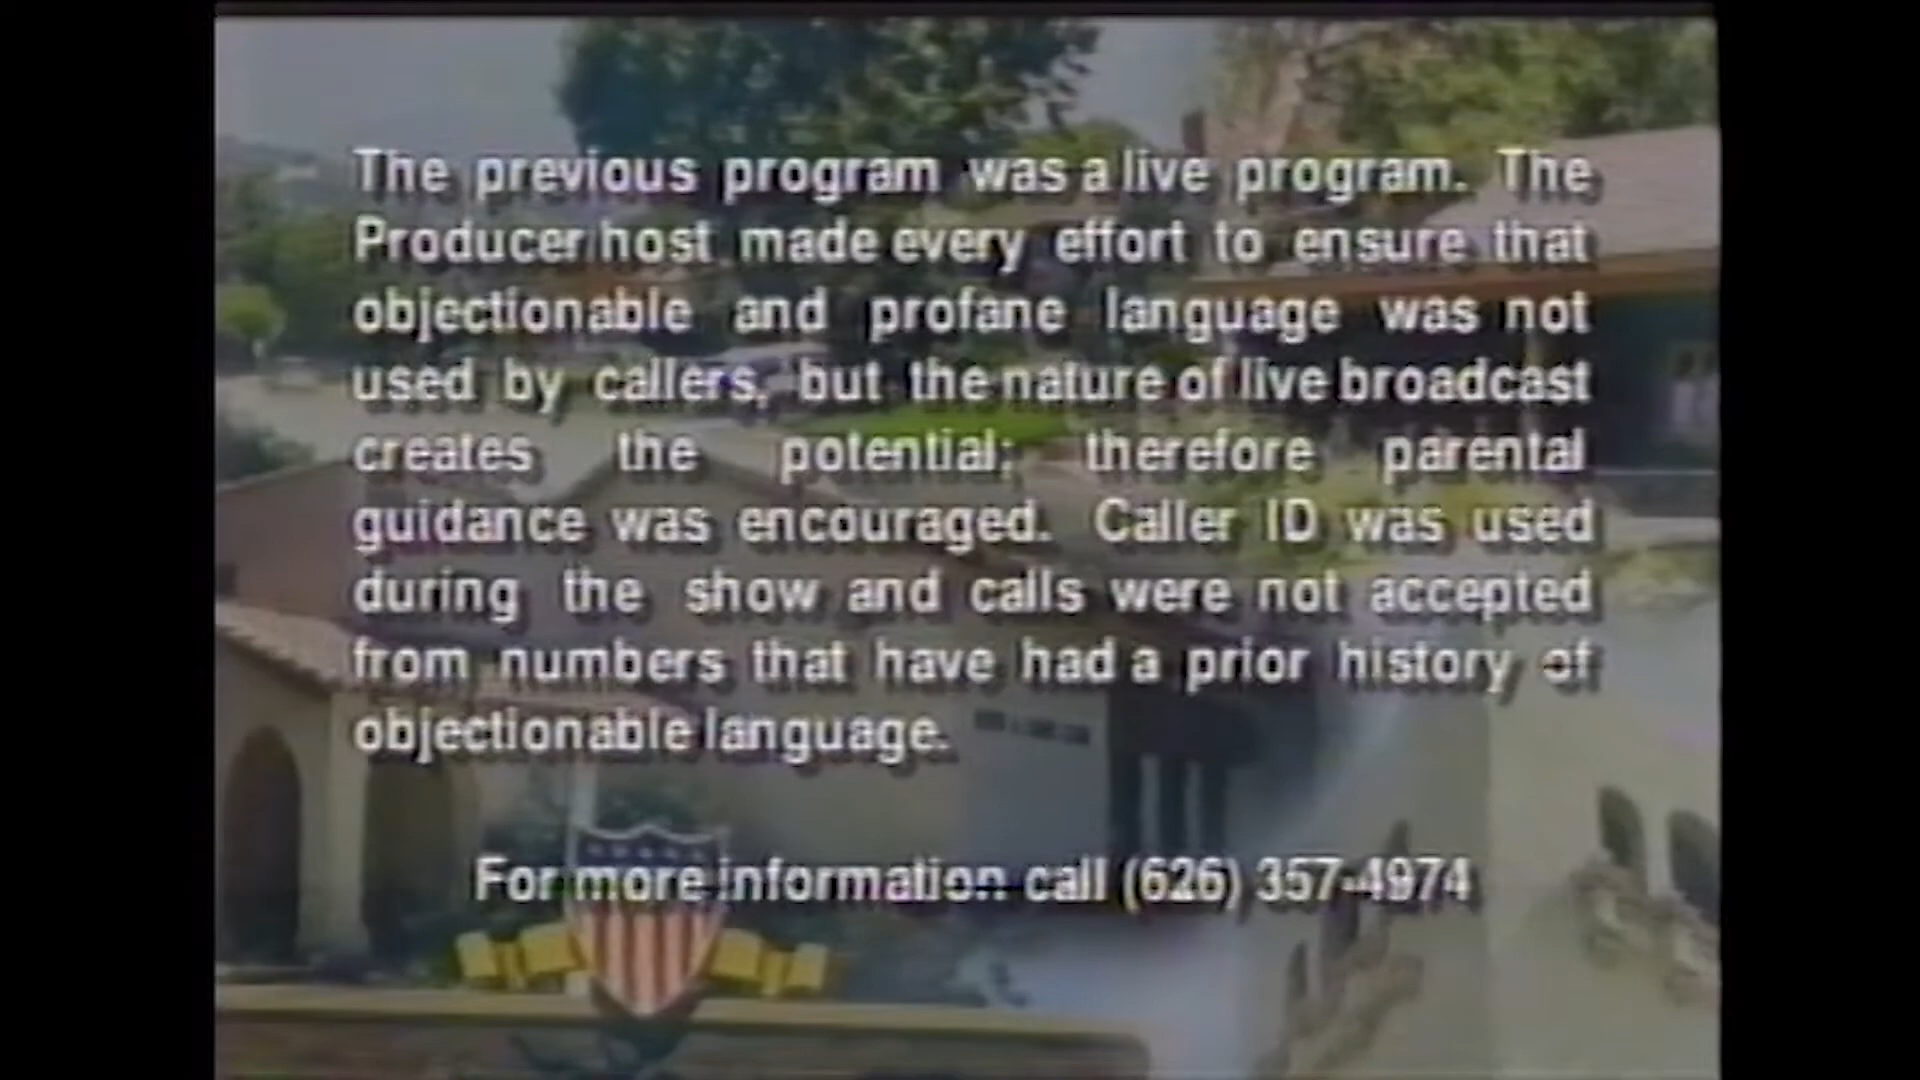 The previous program was a live program. The
Producer/host made every effort to ensure that
objectionable and profane language was not
used by callers, but the nature of live broadcast
creates the potential; therefore parental
guidance was encouraged. Caller ID was used
during the show and calls were not accepted
from numbers that have had a prior history of
objectionable language.
For more information call (626) 357-4974